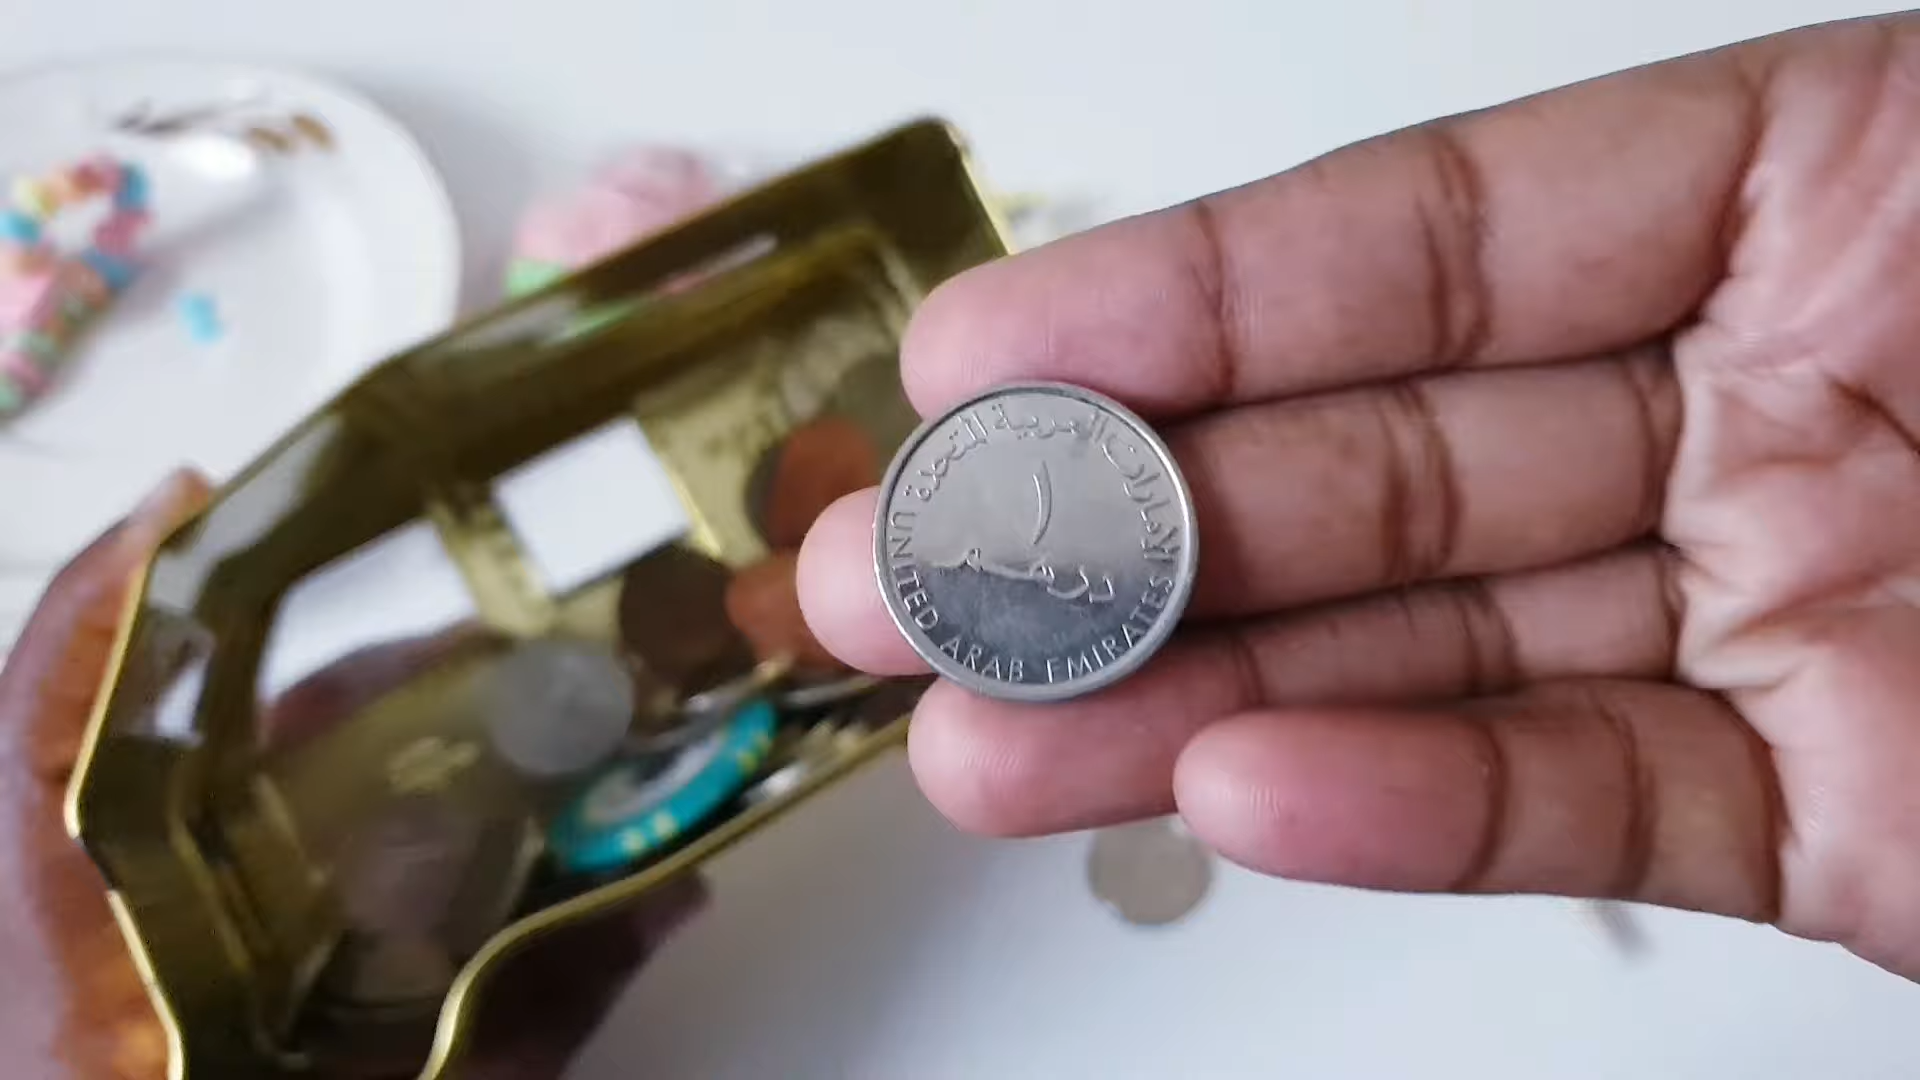 الإمارات العربية المتحدة
١
درهم
UNITED ARAB EMIRATES